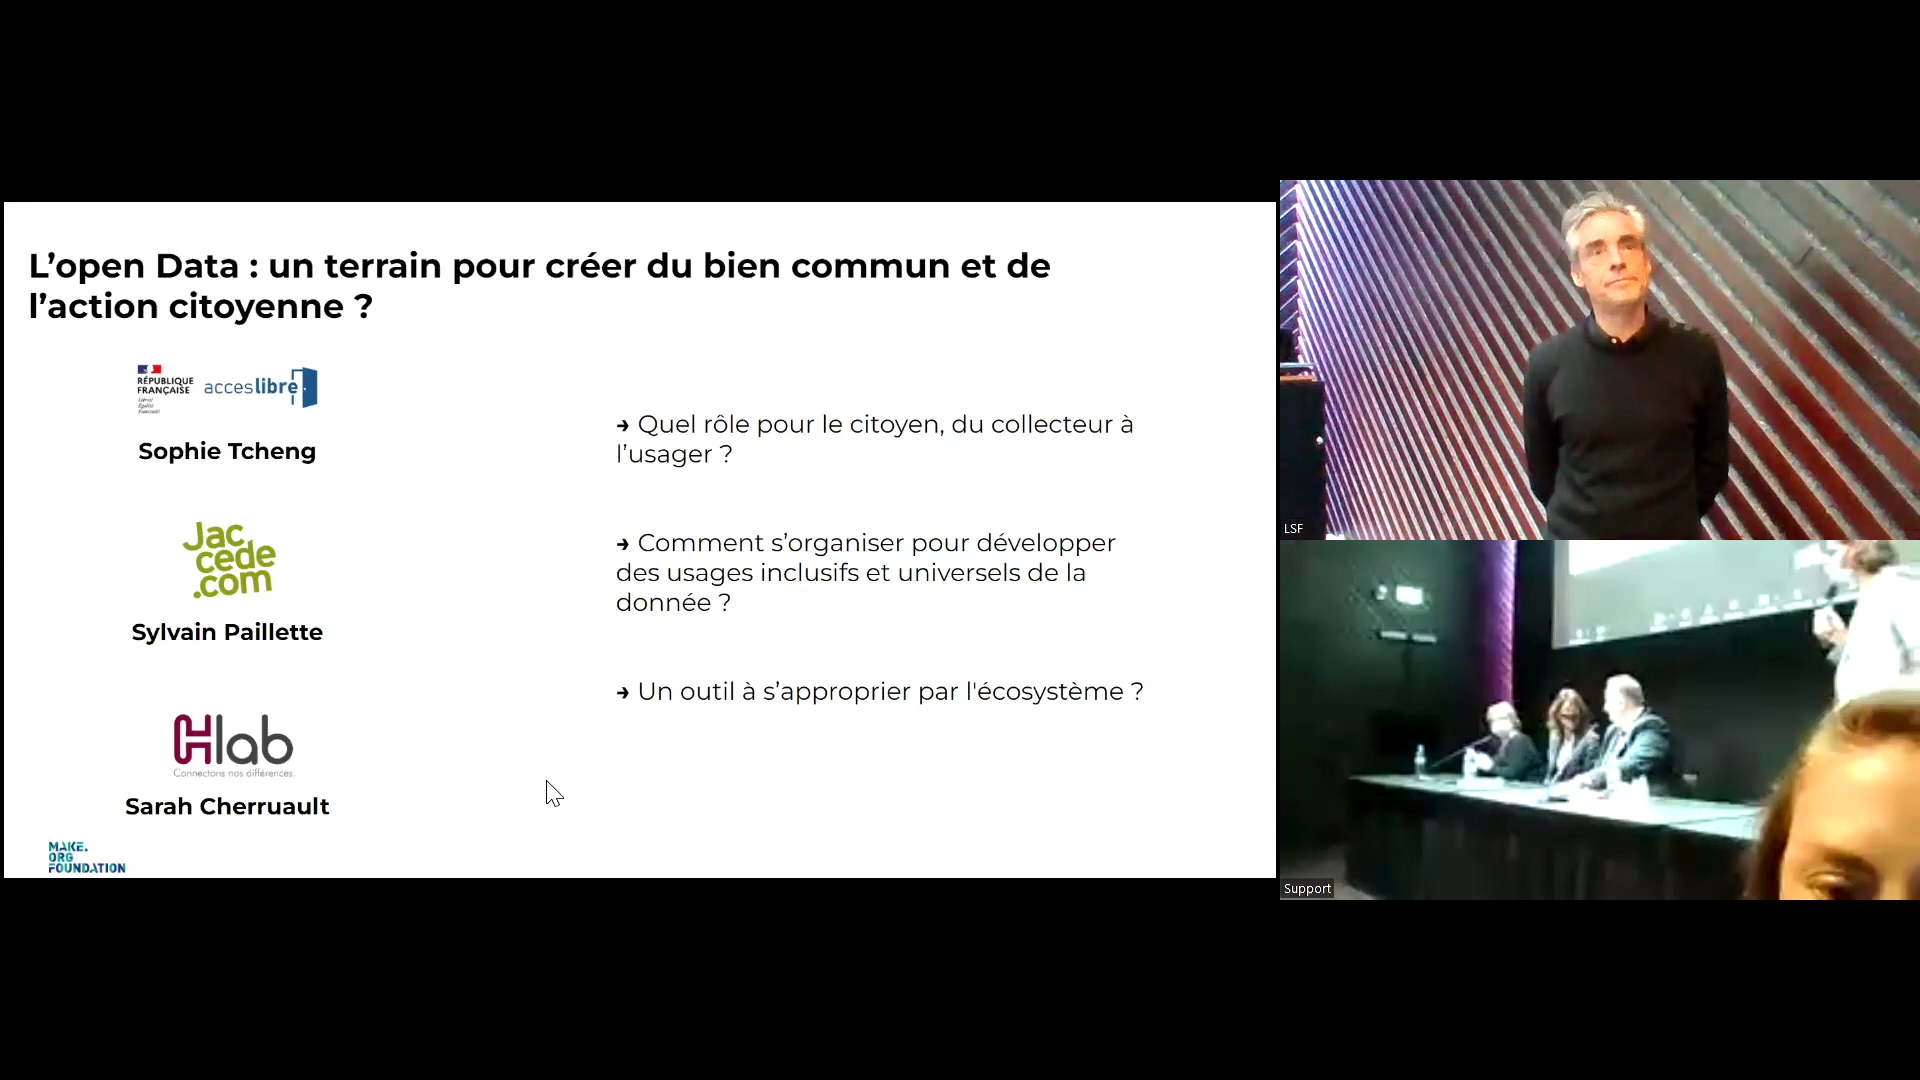 L’open Data : un terrain pour créer du bien commun et de
l’action citoyenne ?
RÉPUBLIQUE
FRANÇAISE
Liberté
Égalité
Fraternité
acceslibre
Sophie Tcheng
Jac
cede
.com
Sylvain Paillette
Hlab
Connectons nos différences.
Sarah Cherruault
MAKE.
ORG
FOUNDATION
→ Quel rôle pour le citoyen, du collecteur à
l’usager ?
→ Comment s’organiser pour développer
des usages inclusifs et universels de la
donnée ?
→ Un outil à s’approprier par l'écosystème ?
LSF
Support